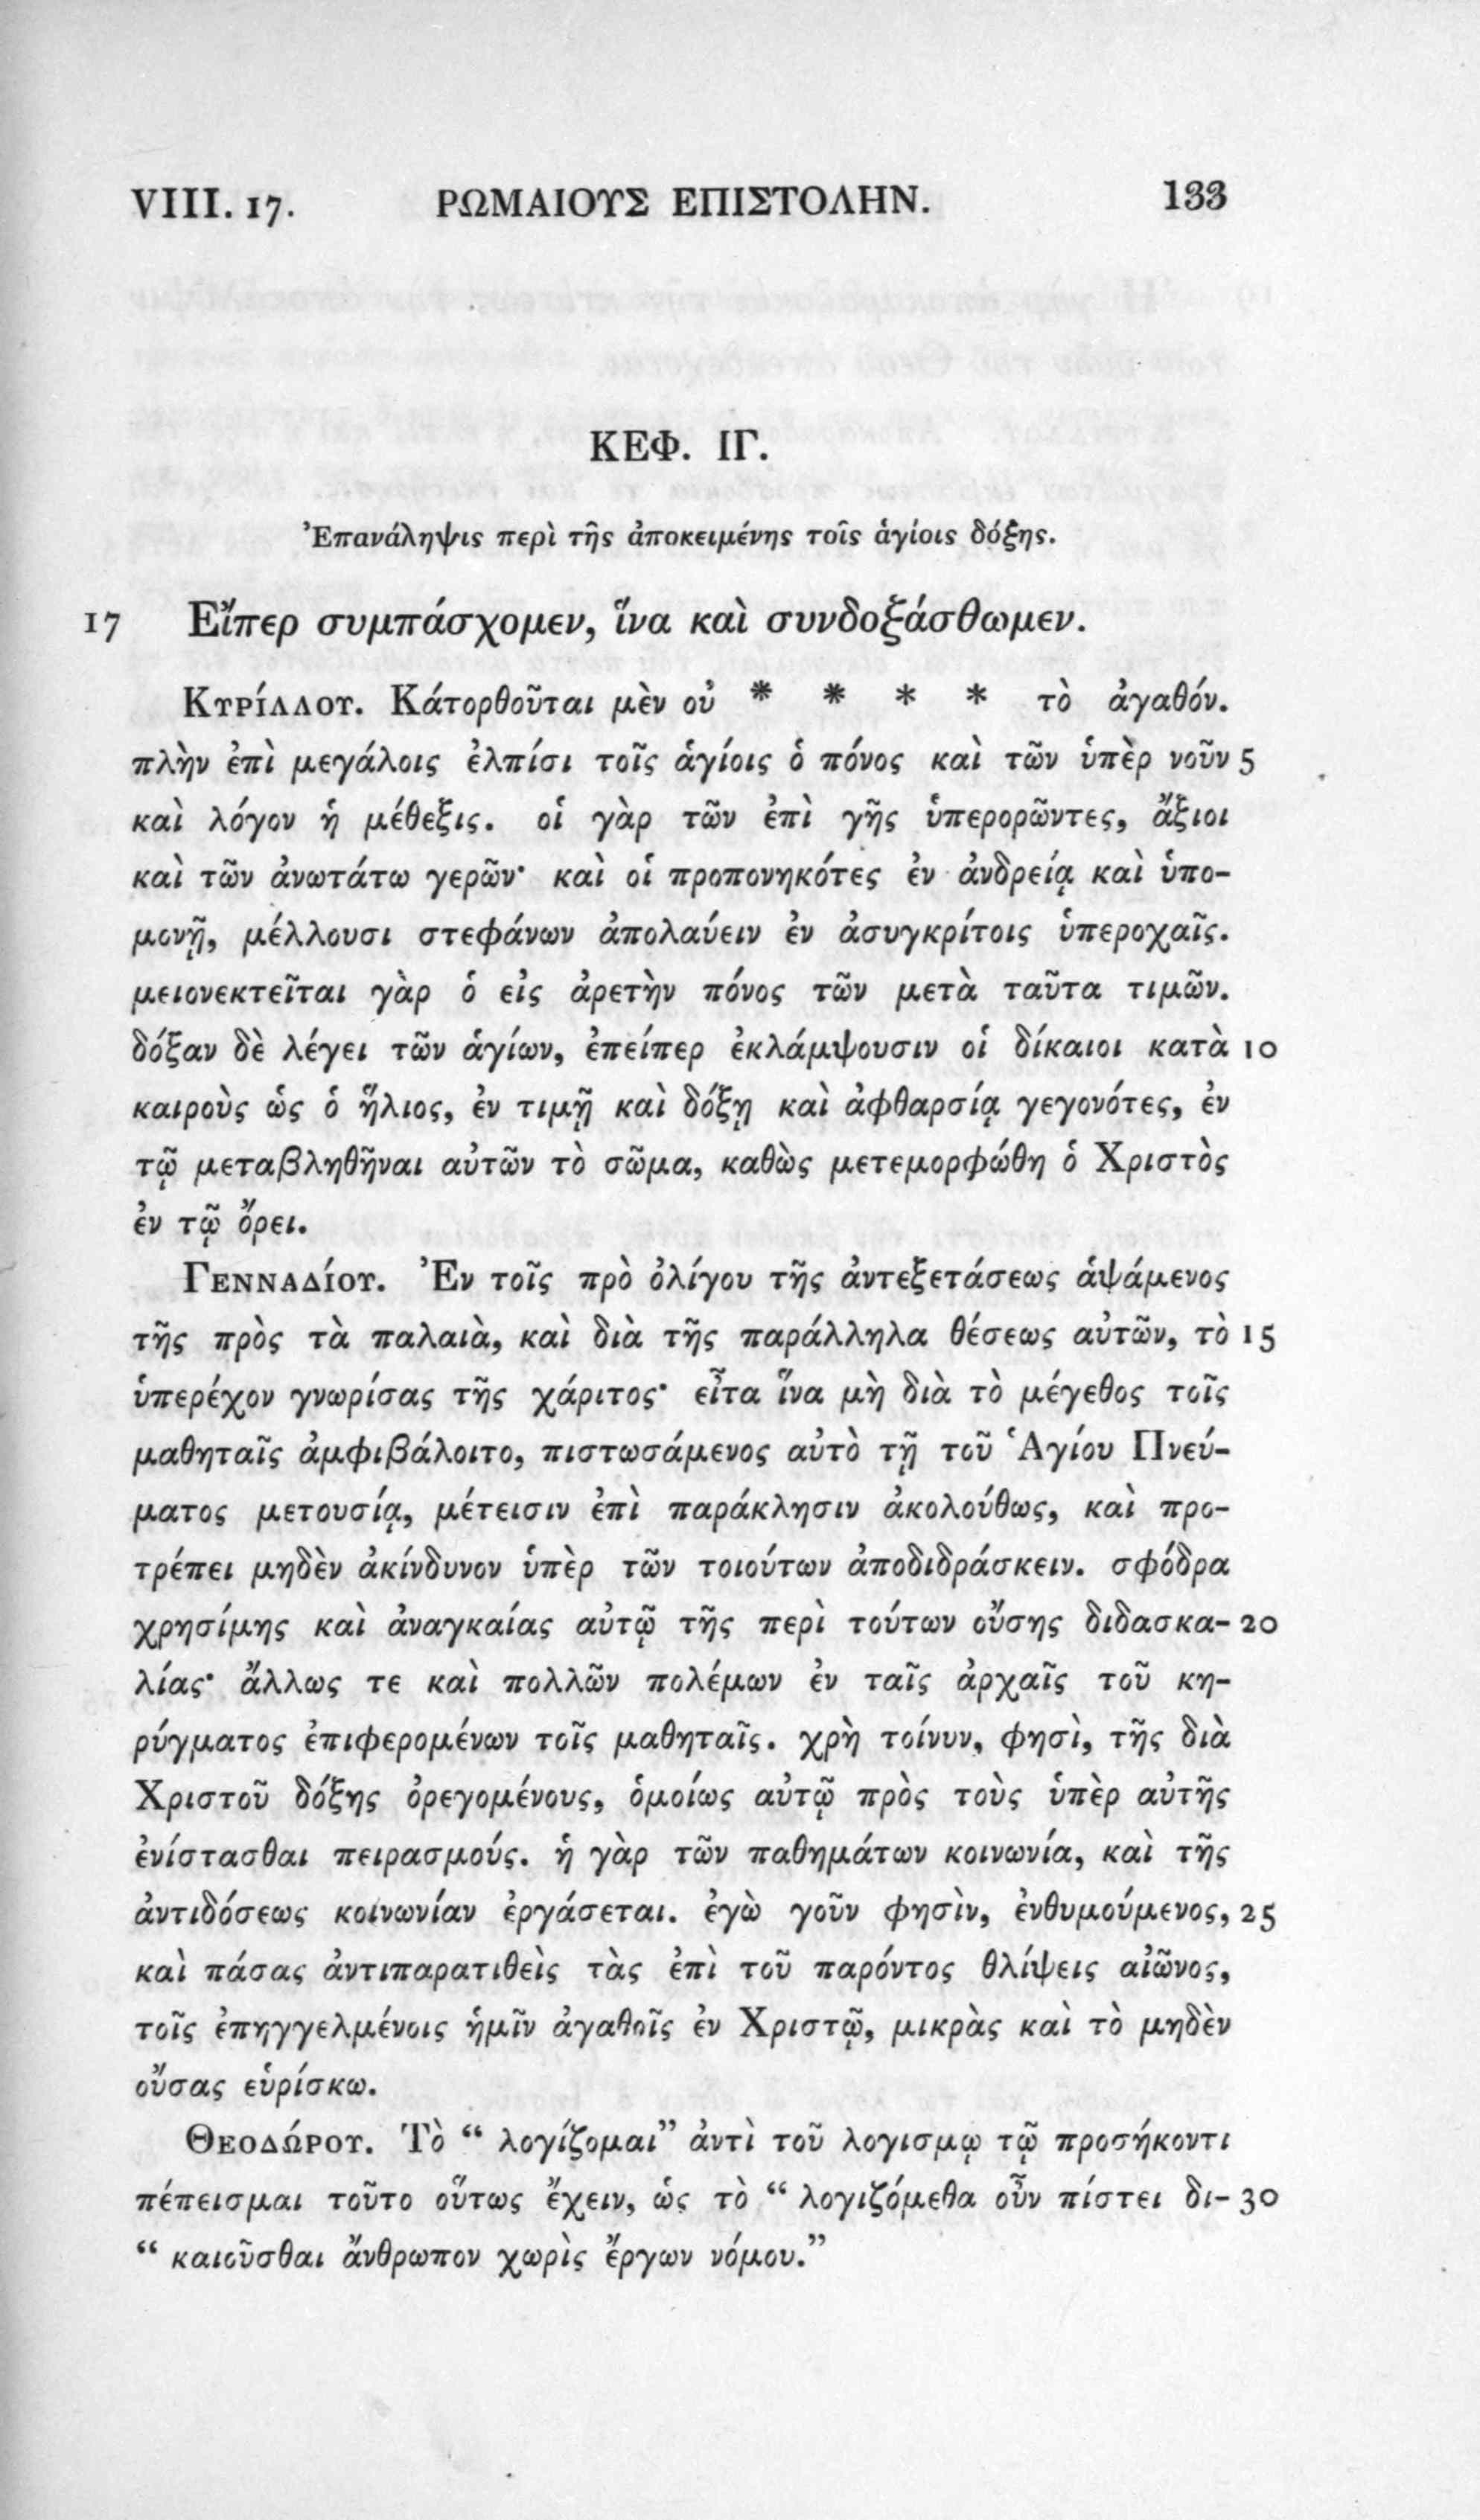 VIII. 17. ΡΩΜΑΙΟΥΣ ΕΠΙΣΤΟΛΗΝ. 133
ΚΕΦ. ΙΓ.
Ἐπανάληψις περὶ τῆς ἀποκειμένης τοῖς ἁγίοις δόξης.
17 Εἴπερ συμπάσχομεν, ἵνα καὶ συνδοξάσθωμεν.
Κυρίλλου. Κάτορθοῦται μὲν οὐ * * * * τὸ ἀγαθόν.
πλὴν ἐπὶ μεγάλοις ἐλπίσι τοῖς ἁγίοις ὁ πόνος καὶ τῶν ὑπὲρ νοῦν 5
καὶ λόγον ἡ μέθεξις. οἱ γὰρ τῶν ἐπὶ γῆς ὑπερορῶντες, ἄξιοι
καὶ τῶν ἀνωτάτω γερῶν· καὶ οἱ προπονηκότες ἐν ἀνδρείᾳ καὶ ὑπο-
μονῇ, μέλλουσι στεφάνων ἀπολαύειν ἐν ἀσυγκρίτοις ὑπεροχαῖς.
μειονεκτεῖται γὰρ ὁ εἰς ἀρετὴν πόνος τῶν μετὰ ταῦτα τιμῶν.
δόξαν δὲ λέγει τῶν ἁγίων, ἐπείπερ ἐκλάμψουσιν οἱ δίκαιοι κατὰ 10
καιροὺς ὡς ὁ ἥλιος, ἐν τιμῇ καὶ δόξῃ καὶ ἀφθαρσίᾳ γεγονότες, ἐν
τῷ μεταβληθῆναι αὐτῶν τὸ σῶμα, καθὼς μετεμορφώθη ὁ Χριστὸς
ἐν τῷ ὄρει.
Γενναδίου. Ἐν τοῖς πρὸ ὀλίγου τῆς ἀντεξετάσεως ἁψάμενος
τῆς πρὸς τὰ παλαιὰ, καὶ διὰ τῆς παράλληλα θέσεως αὐτῶν, τὸ 15
ὑπερέχον γνωρίσας τῆς χάριτος· εἶτα ἵνα μὴ διὰ τὸ μέγεθος τοῖς
μαθηταῖς ἀμφιβάλοιτο, πιστωσάμενος αὐτὸ τῇ τοῦ Ἁγίου Πνεύ-
ματος μετουσίᾳ, μέτεισιν ἐπὶ παράκλησιν ἀκολούθως, καὶ προ-
τρέπει μηδὲν ἀκίνδυνον ὑπὲρ τῶν τοιούτων ἀποδιδράσκειν. σφόδρα
χρησίμης καὶ ἀναγκαίας αὐτῷ τῆς περὶ τούτων οὔσης διδασκα- 20
λίας· ἄλλως τε καὶ πολλῶν πολέμων ἐν ταῖς ἀρχαῖς τοῦ κη-
ρύγματος ἐπιφερομένων τοῖς μαθηταῖς. χρὴ τοίνυν, φησὶ, τῆς διὰ
Χριστοῦ δόξης ὀρεγομένους, ὁμοίως αὐτῷ πρὸς τοὺς ὑπὲρ αὐτῆς
ἐνίστασθαι πειρασμούς. ἡ γὰρ τῶν παθημάτων κοινωνία, καὶ τῆς
ἀντιδόσεως κοινωνίαν ἐργάσεται. ἐγὼ γοῦν φησὶν, ἐνθυμούμενος, 25
καὶ πάσας ἀντιπαρατιθεὶς τὰς ἐπὶ τοῦ παρόντος θλίψεις αἰῶνος,
τοῖς ἐπηγγελμένοις ἡμῖν ἀγαθοῖς ἐν Χριστῷ, μικρὰς καὶ τὸ μηδὲν
οὔσας εὑρίσκω.
Θεοδώρου. Τὸ “ λογίζομαι” ἀντὶ τοῦ λογισμῳ τῷ προσήκοντι
πέπεισμαι τοῦτο οὕτως ἔχειν, ὡς τὸ “ λογιζόμεθα οὖν πίστει δι- 30
“ καιοῦσθαι ἄνθρωπον χωρὶς ἔργων νόμου.”